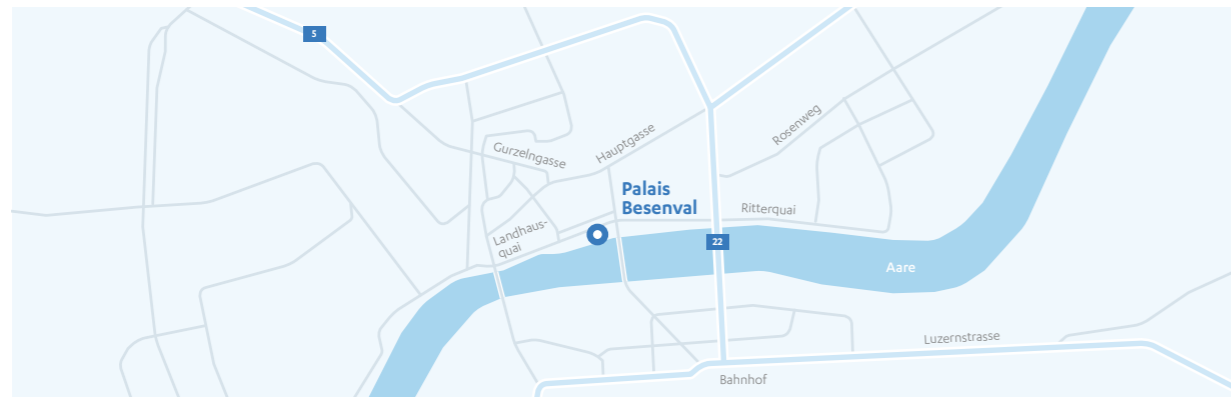 5
Gurzelngasse
Hauptgasse
Rosenweg
Palais
Besenval
Ritterquai
Landhaus-
quai
22
Aare
Luzernstrasse
Bahnhof